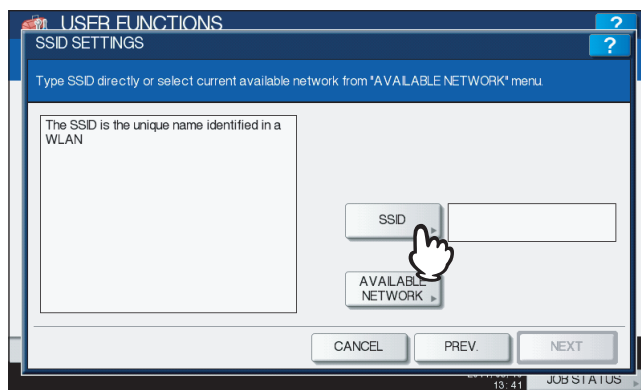 USER FUNCTIONS
?
SSID SETTINGS
?
Type SSID directly or select current available network from "AVAILABLE NETWORK" menu.
The SSID is the unique name identified in a
WLAN
SSID
AVAILABLE
NETWORK
CANCEL
PREV.
NEXT
13:41
JOB STATUS